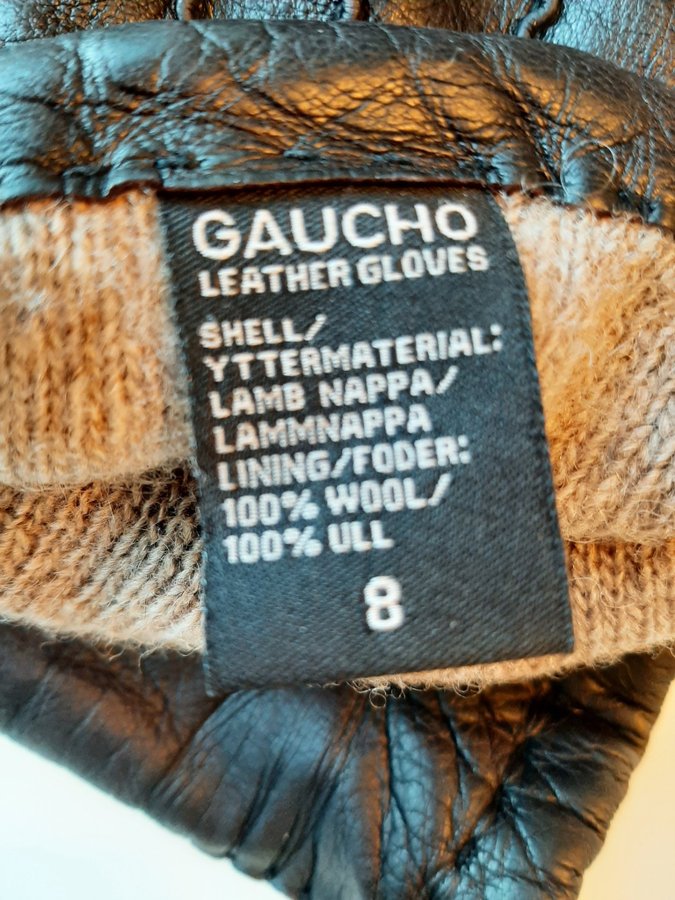 GAUCHO
LEATHER GLOVES
SHELL/
YTTERMATERIAL:
LAMB NAPPA/
LAMMNAPPA
LINING/FODER:
100% WOOL/
100% ULL
8